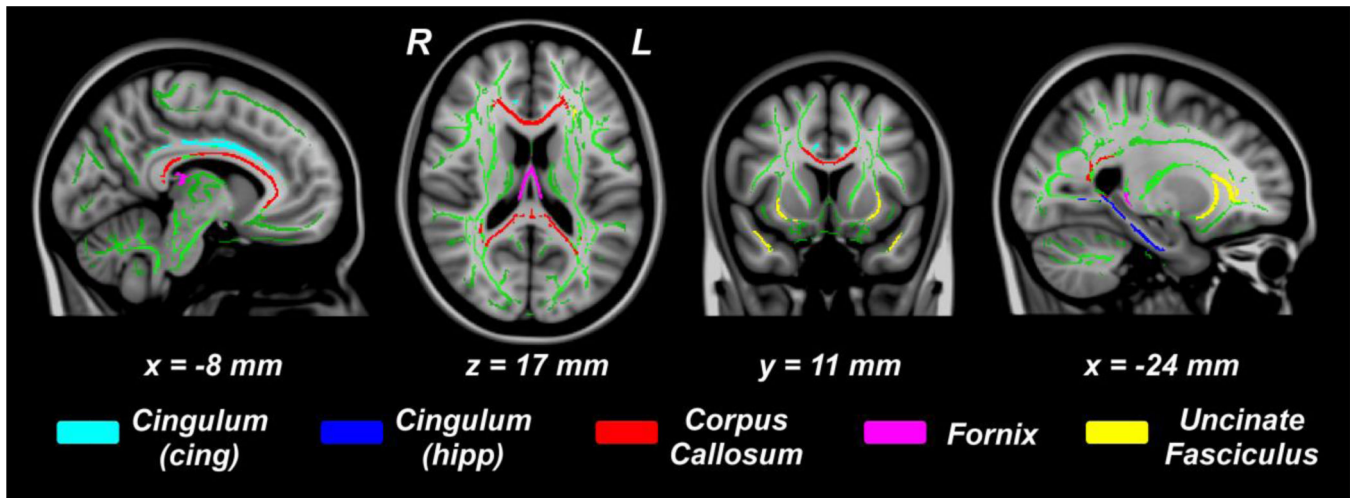 R L
x = -8 mm z = 17 mm y = 11 mm x = -24 mm
Cingulum
(cing)
Cingulum
(hipp)
Corpus
Callosum
Fornix
Uncinate
Fasciculus